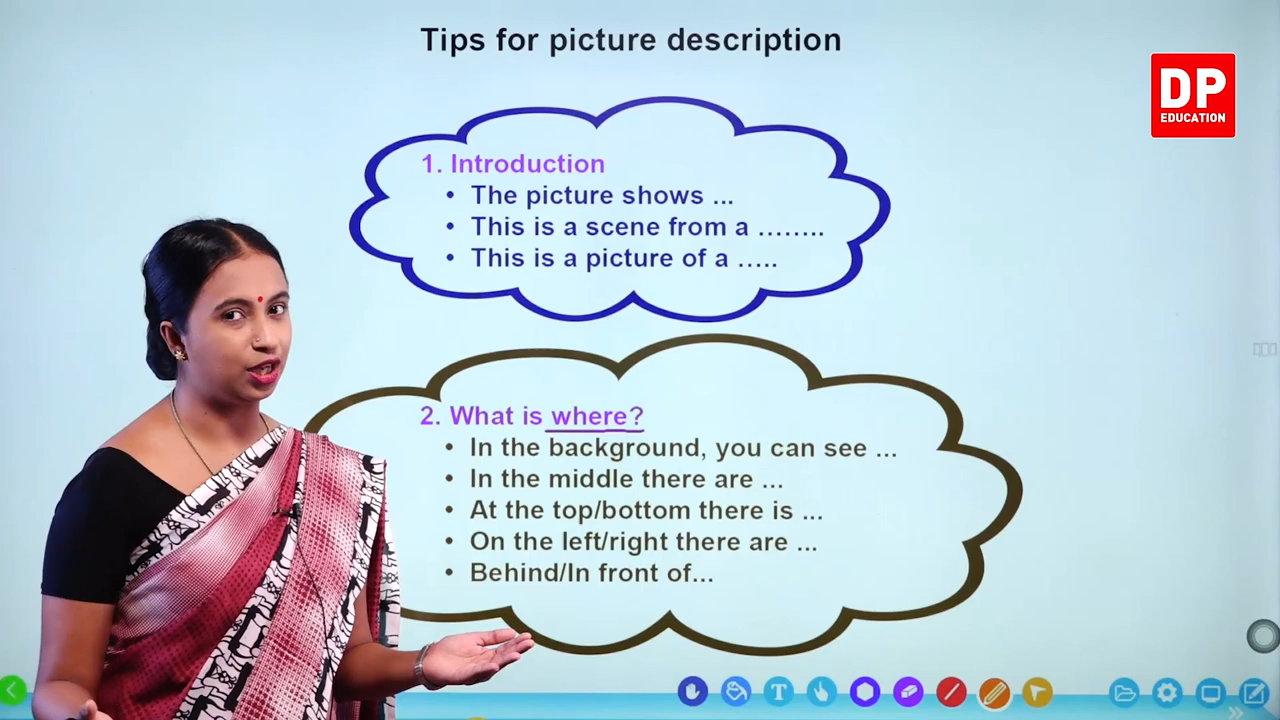 Tips for picture description
DP
EDUCATION
1. Introduction
• The picture shows ...
• This is a scene from a ........
• This is a picture of a .....
2. What is where?
• In the background, you can see ...
• In the middle there are ...
• At the top/bottom there is ...
• On the left/right there are ...
• Behind/In front of...
T